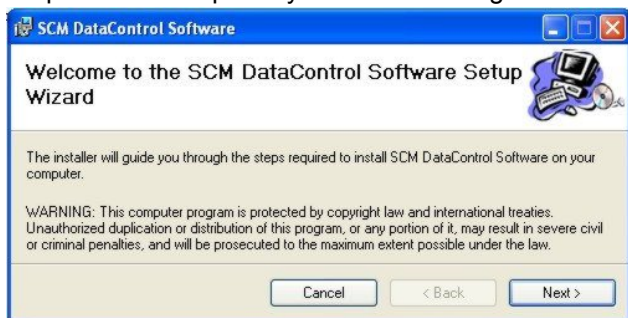 SCM DataControl Software
Welcome to the SCM DataControl Software Setup
Wizard
The installer will guide you through the steps required to install SCM DataControl Software on your
computer.
WARNING: This computer program is protected by copyright law and international treaties.
Unauthorized duplication or distribution of this program, or any portion of it, may result in severe civil
or criminal penalties, and will be prosecuted to the maximum extent possible under the law.
Cancel
< Back
Next >